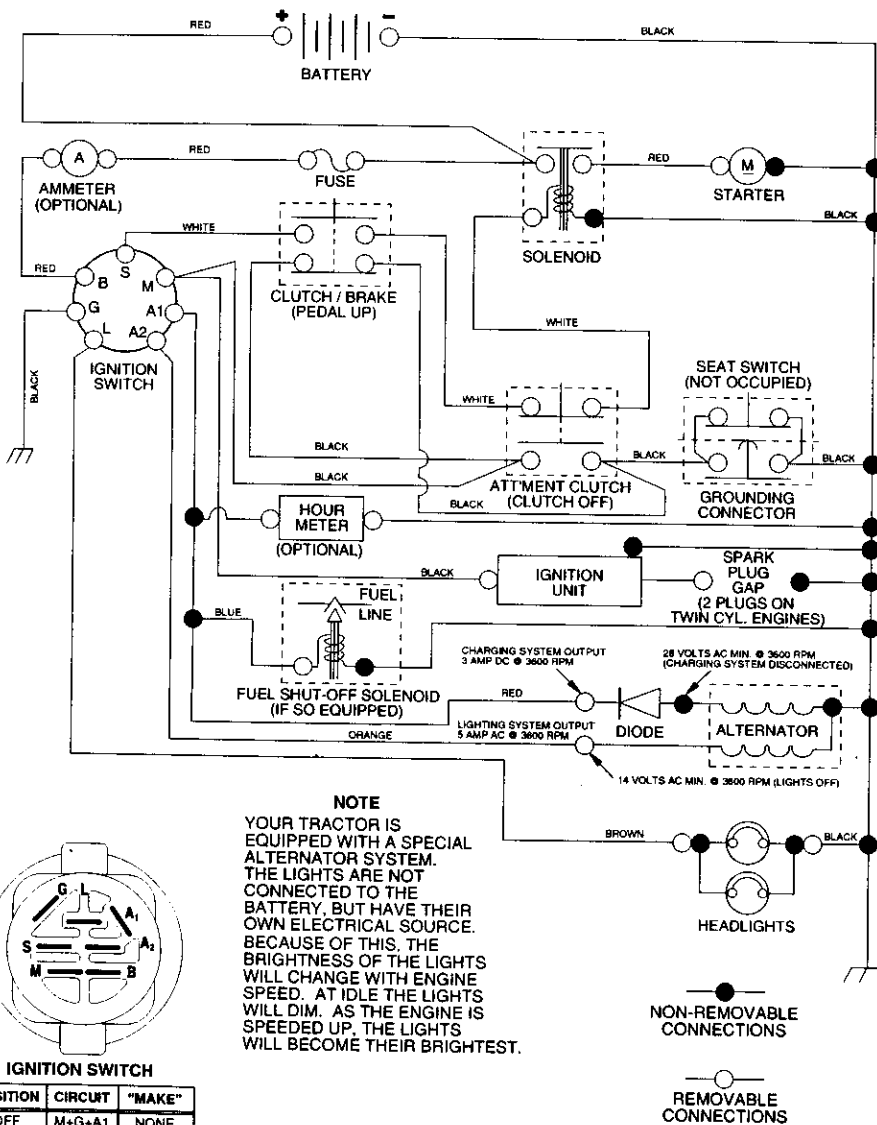 +
-
RED
BLACK
BATTERY
A
RED
RED
M
AMMETER
(OPTIONAL)
FUSE
STARTER
WHITE
BLACK
S
RED
B
M
SOLENOID
G
A1
CLUTCH / BRAKE
(PEDAL UP)
L
A2
WHITE
IGNITION
SWITCH
SEAT SWITCH
(NOT OCCUPIED)
BLACK
WHITE
BLACK
BLACK
BLACK
BLACK
ATT'MENT CLUTCH
(CLUTCH OFF)
GROUNDING
CONNECTOR
BLACK
HOUR
METER
(OPTIONAL)
BLACK
IGNITION
UNIT
SPARK
PLUG
GAP
(2 PLUGS ON
TWIN CYL. ENGINES)
FUEL
LINE
BLUE
CHARGING SYSTEM OUTPUT
3 AMP DC @ 3600 RPM
28 VOLTS AC MIN. @ 3600 RPM
(CHARGING SYSTEM DISCONNECTED)
FUEL SHUT-OFF SOLENOID
(IF SO EQUIPPED)
RED
LIGHTING SYSTEM OUTPUT
5 AMP AC @ 3600 RPM
DIODE
ALTERNATOR
ORANGE
14 VOLTS AC MIN. @ 3600 RPM (LIGHTS OFF)
NOTE
YOUR TRACTOR IS
EQUIPPED WITH A SPECIAL
ALTERNATOR SYSTEM.
THE LIGHTS ARE NOT
CONNECTED TO THE
BATTERY, BUT HAVE THEIR
OWN ELECTRICAL SOURCE.
BECAUSE OF THIS, THE
BRIGHTNESS OF THE LIGHTS
WILL CHANGE WITH ENGINE
SPEED. AT IDLE THE LIGHTS
WILL DIM. AS THE ENGINE IS
SPEEDED UP, THE LIGHTS
WILL BECOME THEIR BRIGHTEST.
BROWN
BLACK
HEADLIGHTS
G
L
A1
S
A2
M
B
IGNITION SWITCH
SITION CIRCUIT "MAKE"
OFF M+G+A1 NONE
NON-REMOVABLE
CONNECTIONS
REMOVABLE
CONNECTIONS